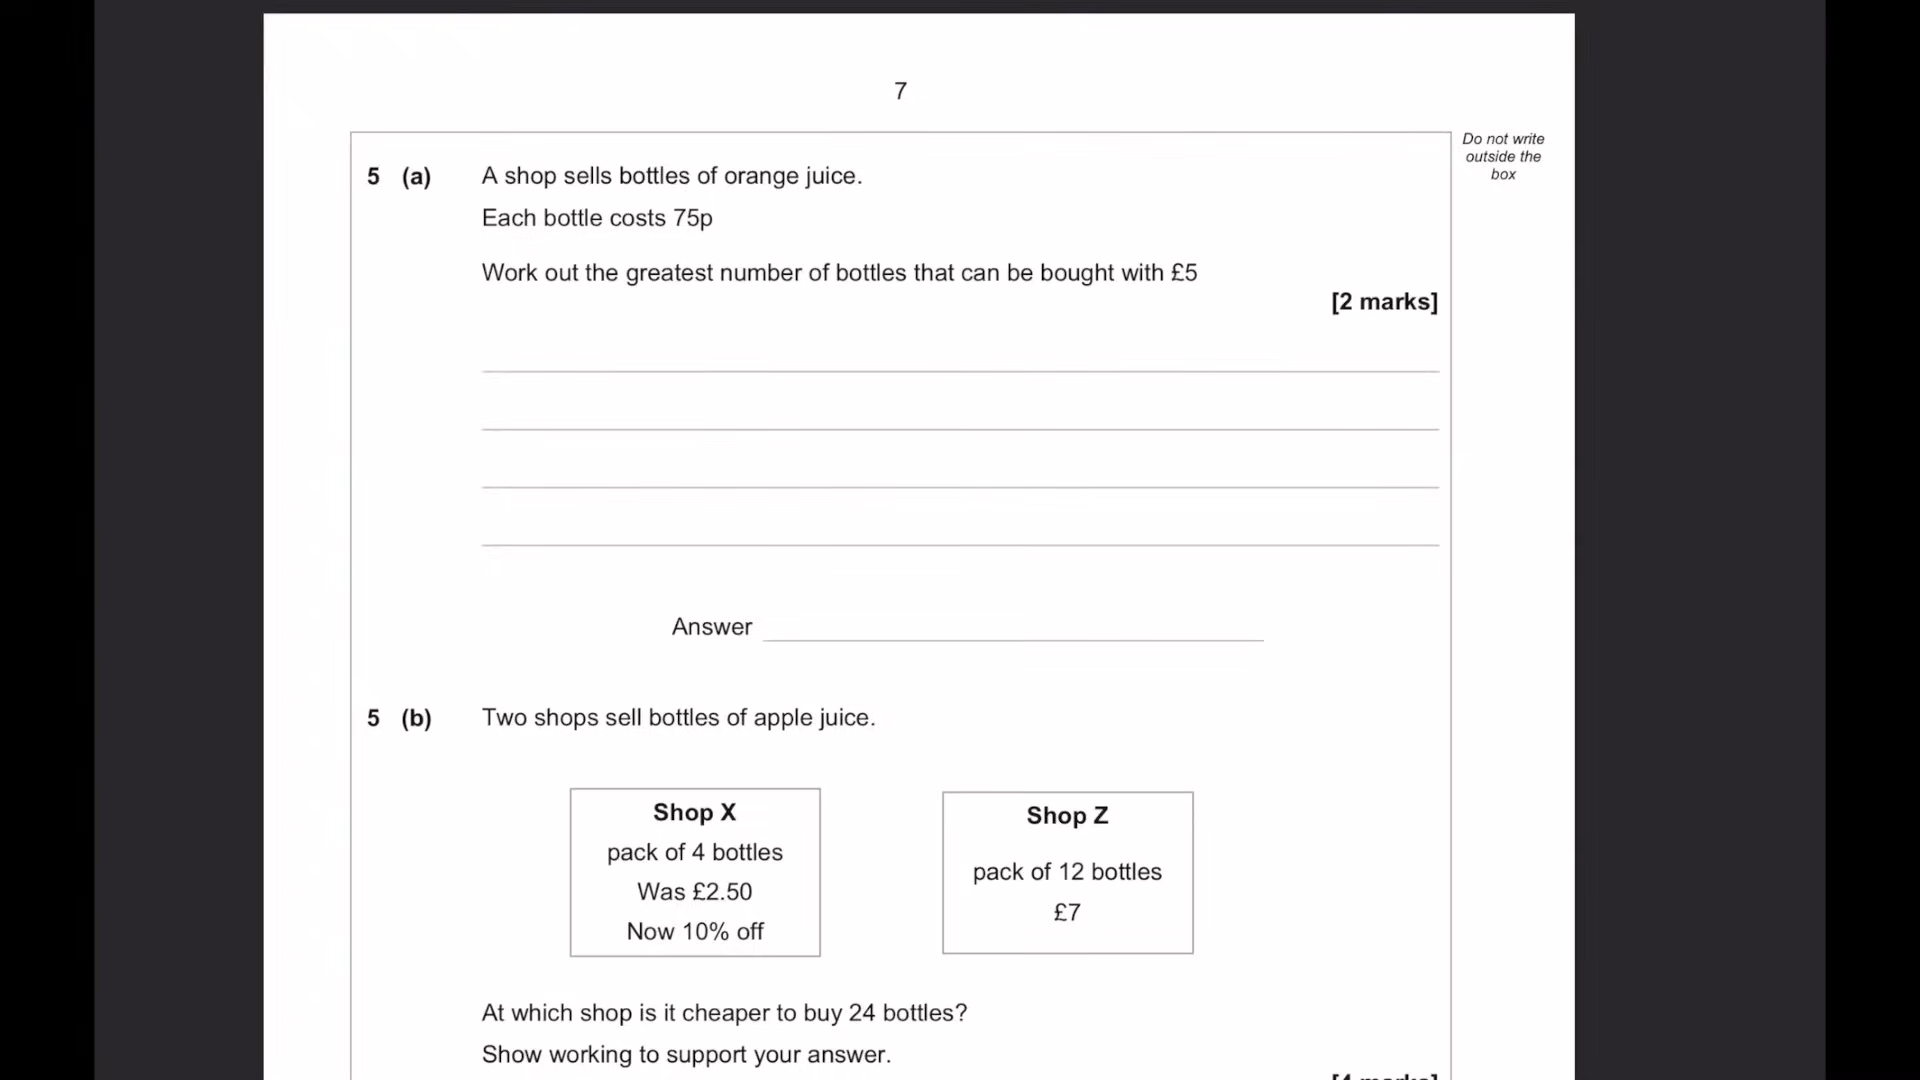 7
Do not write
outside the
box
5 (a) A shop sells bottles of orange juice.
Each bottle costs 75p
Work out the greatest number of bottles that can be bought with £5
[2 marks]
Answer
5 (b) Two shops sell bottles of apple juice.
Shop X
pack of 4 bottles
Was £2.50
Now 10% off
Shop Z
pack of 12 bottles
£7
At which shop is it cheaper to buy 24 bottles?
Show working to support your answer.
[4 marks]